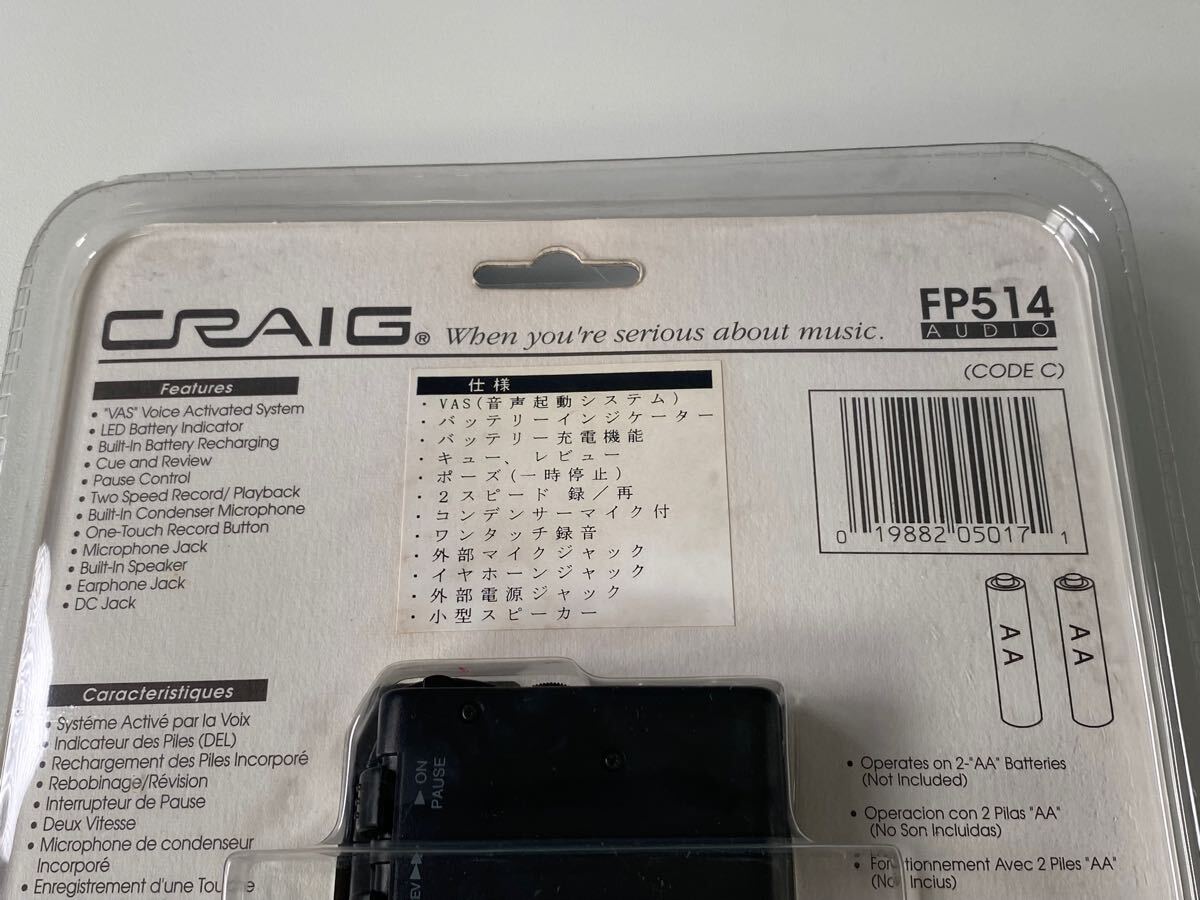 CRAIG® When you're serious about music.
FP514
AUDIO
(CODE C)
Features
• "VAS" Voice Activated System
• LED Battery Indicator
• Built-In Battery Recharging
• Cue and Review
• Pause Control
• Two Speed Record/ Playback
• Built-In Condenser Microphone
• One-Touch Record Button
• Microphone Jack
• Built-In Speaker
• Earphone Jack
• DC Jack
仕様
・VAS(音声起動システム)
・バッテリーインジケーター
・バッテリー充電機能
・キュー、レビュー
・ポーズ(一時停止)
・2スピード 録/再
・コンデンサーマイク付
・ワンタッチ録音
・外部マイクジャック
・イヤホーンジャック
・外部電源ジャック
・小型スピーカー
0 19882 05017 1
AA
AA
Caracteristiques
• Systéme Activé par la Voix
• Indicateur des Piles (DEL)
• Rechargement des Piles Incorporé
• Rebobinage/Révision
• Interrupteur de Pause
• Deux Vitesse
• Microphone de condenseur
Incorporé
• Enregistrement d'une
▶ ON
PAUSE
• Operates on 2-"AA" Batteries
(Not Included)
• Operacion con 2 Pilas "AA"
(No Son Incluidas)
• Avec 2 Piles "AA"
Incius)